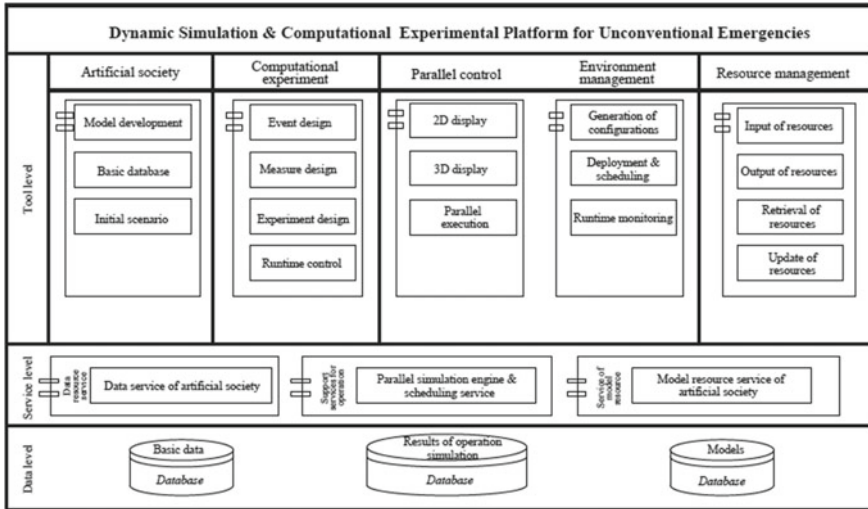 Dynamic Simulation & Computational Experimental Platform for Unconventional Emergencies
Artificial society
Computational
experiment
Parallel control
Environment
management
Resource management
Tool level
Model development
Basic database
Initial scenario
Event design
Measure design
Experiment design
Runtime control
2D display
3D display
Parallel
execution
Generation of
configurations
Deployment &
scheduling
Runtime monitoring
Input of resources
Output of resources
Retrieval of
resources
Update of
resources
Service level
Data
resource
service
Data service of artificial society
Support
services for
operation
Parallel simulation engine &
scheduling service
Service of
model
resource
Model resource service of
artificial society
Data level
Basic data
Database
Results of operation
simulation
Database
Models
Database